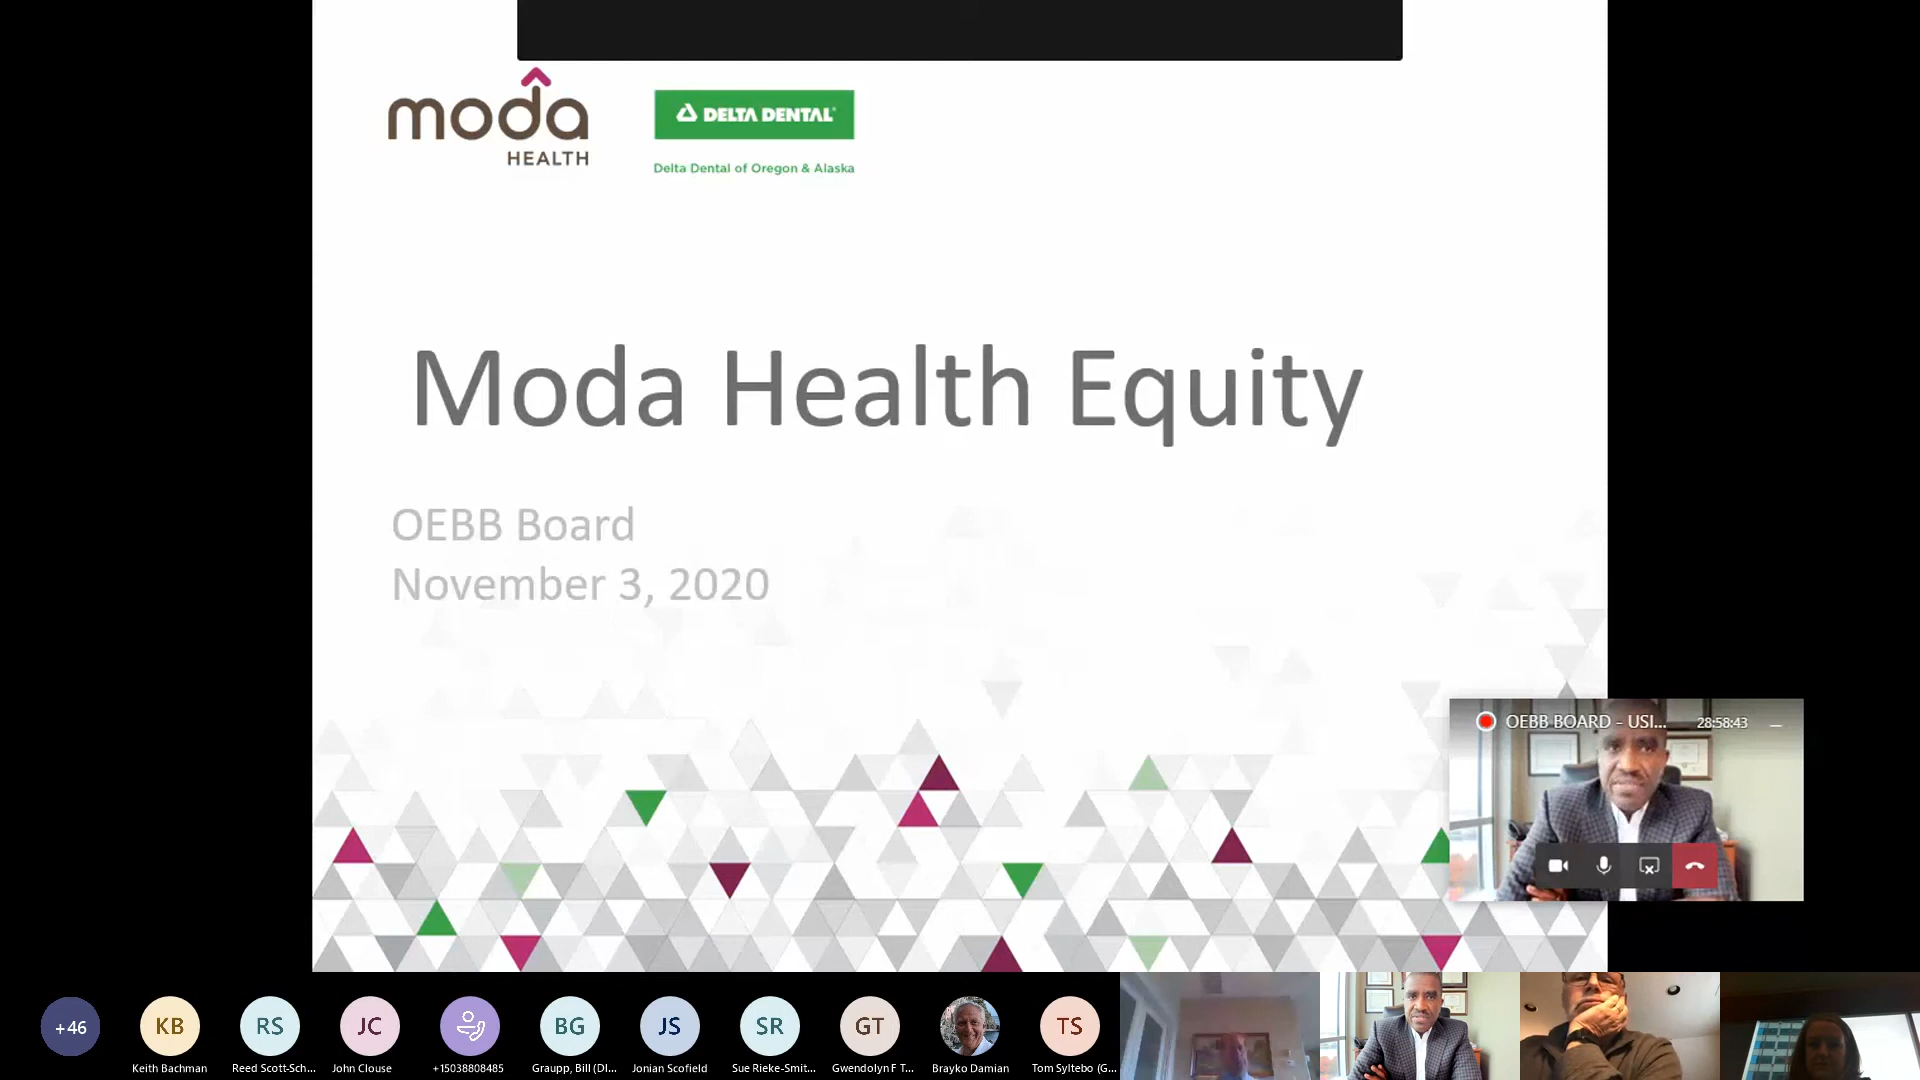 moda
HEALTH
DELTA DENTAL
Delta Dental of Oregon & Alaska
Moda Health Equity
OEBB Board
November 3, 2020
OEBB BOARD - USI...
28:58:43
+46
KB
RS
JC
BG
JS
SR
GT
TS
Keith Bachman
Reed Scott-Sch...
John Clouse
+15038808485
Graupp, Bill (DI...
Jonian Scofield
Sue Rieke-Smit...
Gwendolyn F T...
Brayko Damian
Tom Syltebo (G...